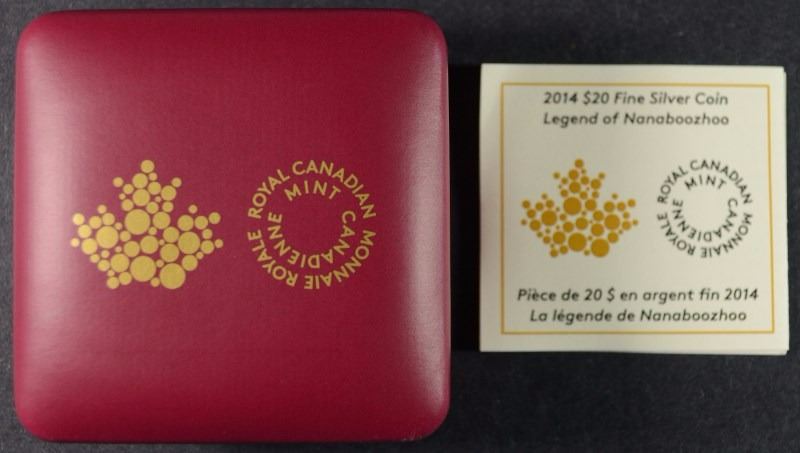 ROYAL CANADIAN MINT
MONNAIE ROYALE CANADIENNE
2014 $20 Fine Silver Coin
Legend of Nanaboozhoo
ROYAL CANADIAN MINT
MONNAIE ROYALE CANADIENNE
Pièce de 20 $ en argent fin 2014
La légende de Nanaboozhoo